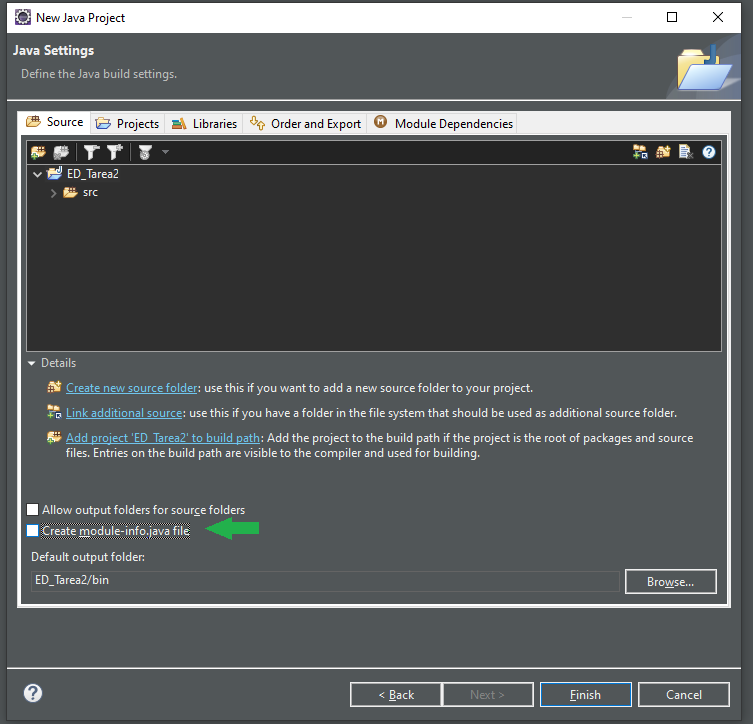 New Java Project
Java Settings
Define the Java build settings.
Source Projects Libraries Order and Export Module Dependencies
ED_Tarea2
src
Details
Create new source folder: use this if you want to add a new source folder to your project.
Link additional source: use this if you have a folder in the file system that should be used as additional source folder.
Add project 'ED_Tarea2' to build path: Add the project to the build path if the project is the root of packages and source
files. Entries on the build path are visible to the compiler and used for building.
Allow output folders for source folders
Create module-info.java file
Default output folder:
ED_Tarea2/bin
Browse...
< Back Next > Finish Cancel